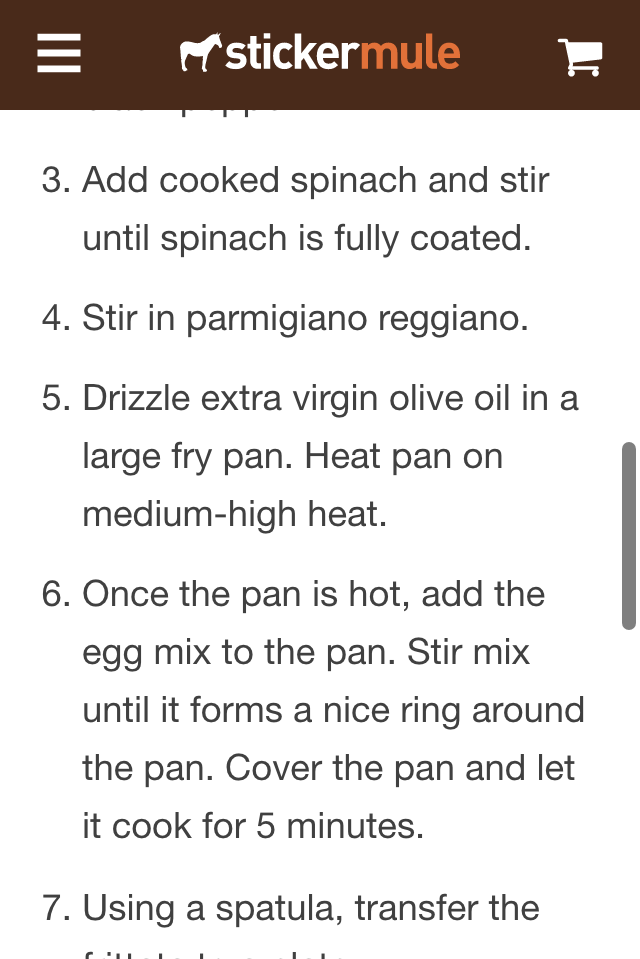 stickermule
3. Add cooked spinach and stir
until spinach is fully coated.
4. Stir in parmigiano reggiano.
5. Drizzle extra virgin olive oil in a
large fry pan. Heat pan on
medium-high heat.
6. Once the pan is hot, add the
egg mix to the pan. Stir mix
until it forms a nice ring around
the pan. Cover the pan and let
it cook for 5 minutes.
7. Using a spatula, transfer the